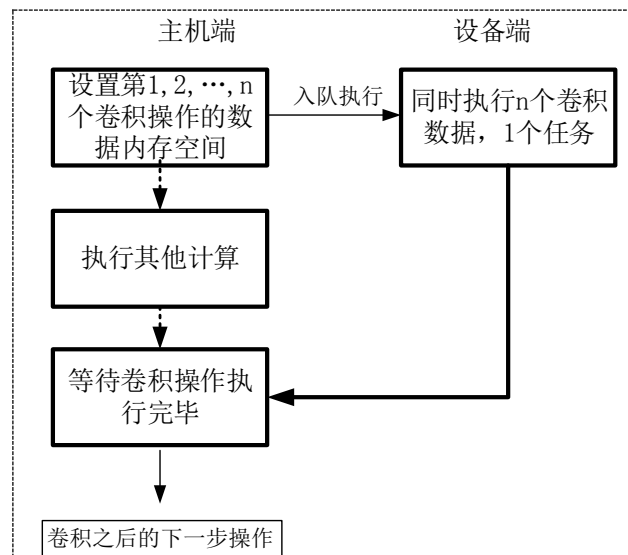 主机端
设备端
设置第1,2,…,n
个卷积操作的数
据内存空间
入队执行
同时执行n个卷积
数据，1个任务
执行其他计算
等待卷积操作执
行完毕
卷积之后的下一步操作